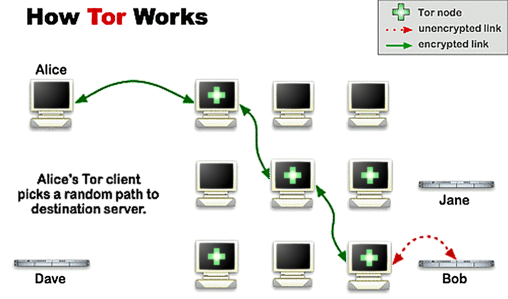 How Tor Works
Tor node
unencrypted link
encrypted link
Alice
Alice's Tor client
picks a random path to
destination server.
Jane
Dave
Bob